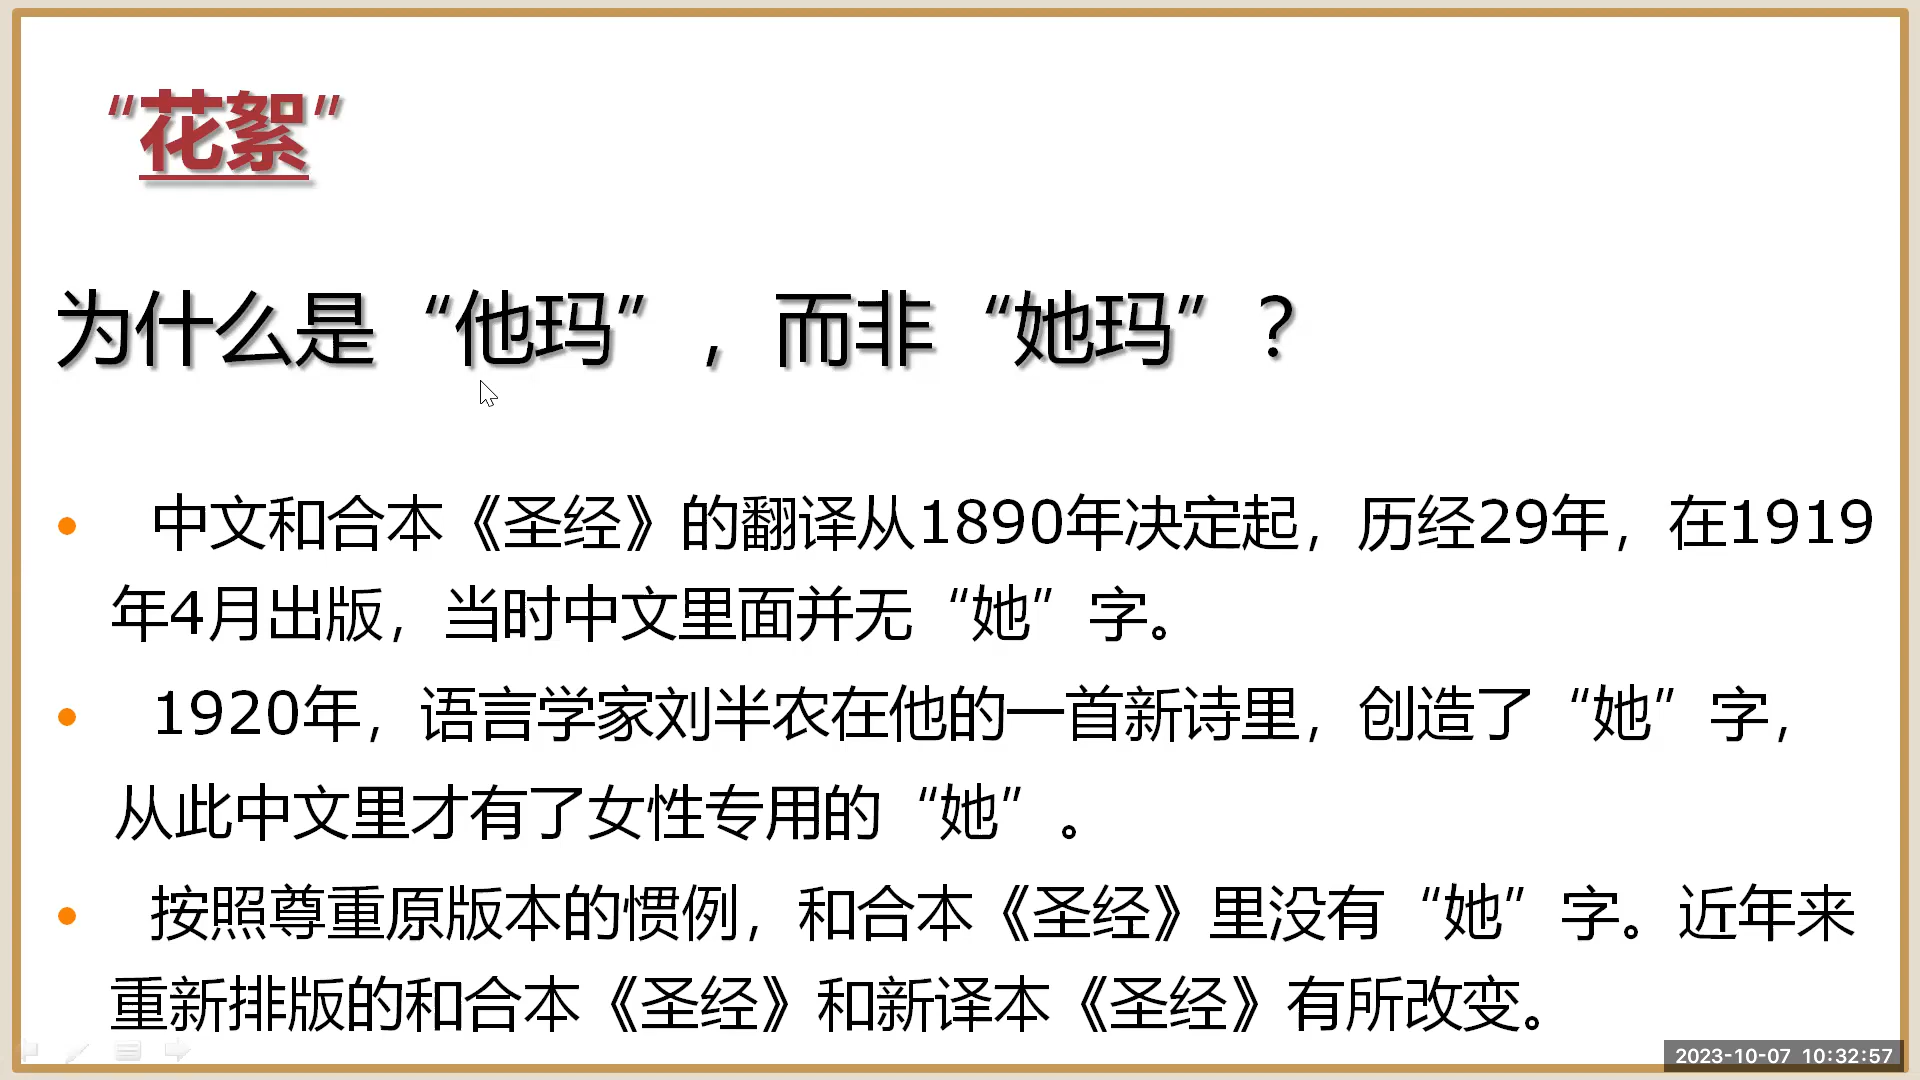 “花絮”
为什么是“他玛”，而非“她玛”？
中文和合本《圣经》的翻译从1890年决定起，历经29年，在1919
年4月出版，当时中文里面并无“她”字。
1920年，语言学家刘半农在他的一首新诗里，创造了“她”字，
从此中文里才有了女性专用的“她”。
按照尊重原版本的惯例，和合本《圣经》里没有“她”字。近年来
重新排版的和合本《圣经》和新译本《圣经》有所改变。
2023-10-07 10:32:57